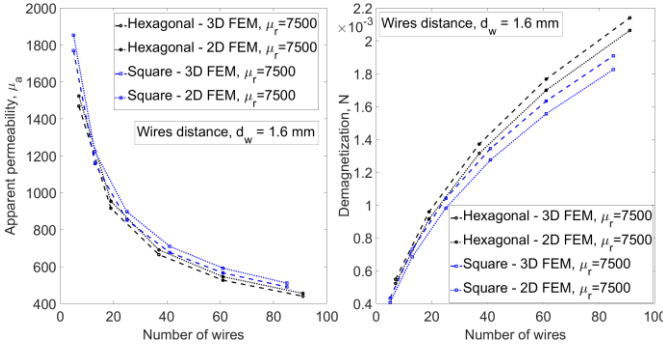 2000
1800
1600
1400
1200
1000
800
600
400
0
20
40
60
80
100
Apparent permeability, μa
Number of wires
Hexagonal - 3D FEM, μr=7500
Hexagonal - 2D FEM, μr=7500
Square - 3D FEM, μr=7500
Square - 2D FEM, μr=7500
Wires distance, dw = 1.6 mm
×10-3
2.2
2
1.8
1.6
1.4
1.2
1
0.8
0.6
0.4
0
20
40
60
80
100
Demagnetization, N
Number of wires
Wires distance, dw = 1.6 mm
Hexagonal - 3D FEM, μr=7500
Hexagonal - 2D FEM, μr=7500
Square - 3D FEM, μr=7500
Square - 2D FEM, μr=7500